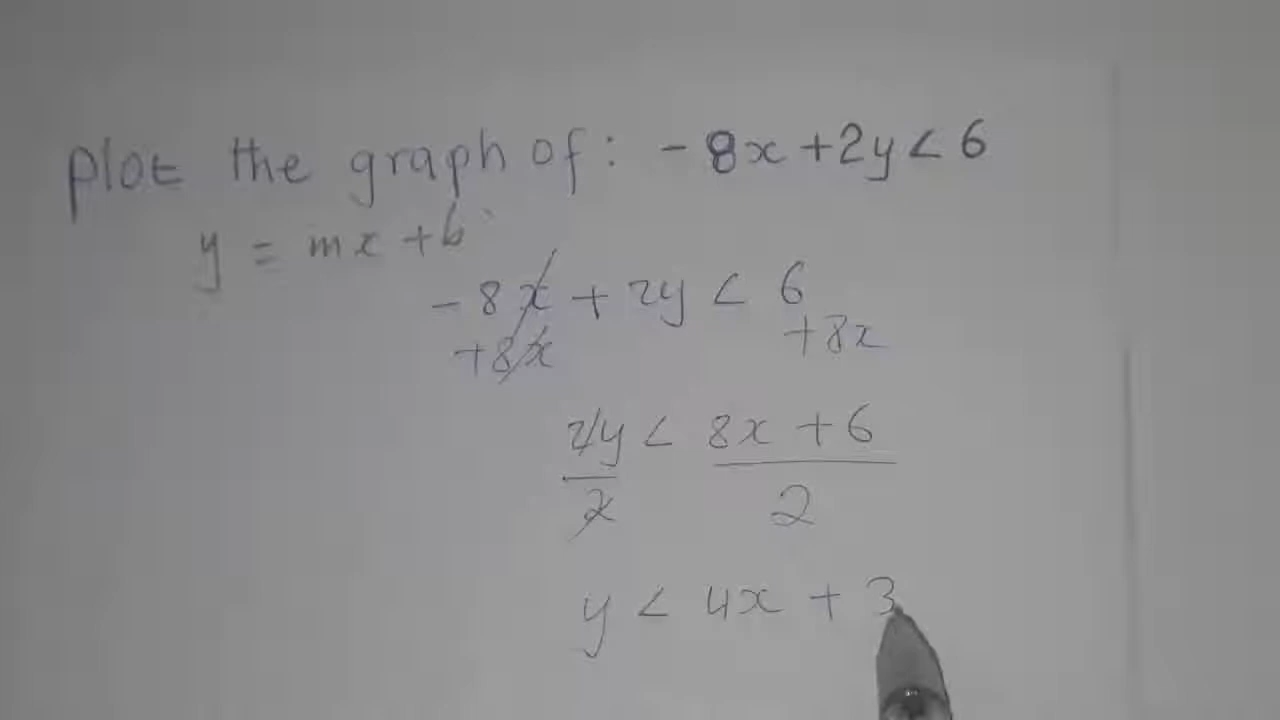 plot the graph of: -8x+2y<6
y = mx+b
-8x + 2y < 6
+8x +8x
2y < 8x + 6
2 2
y < 4x + 3